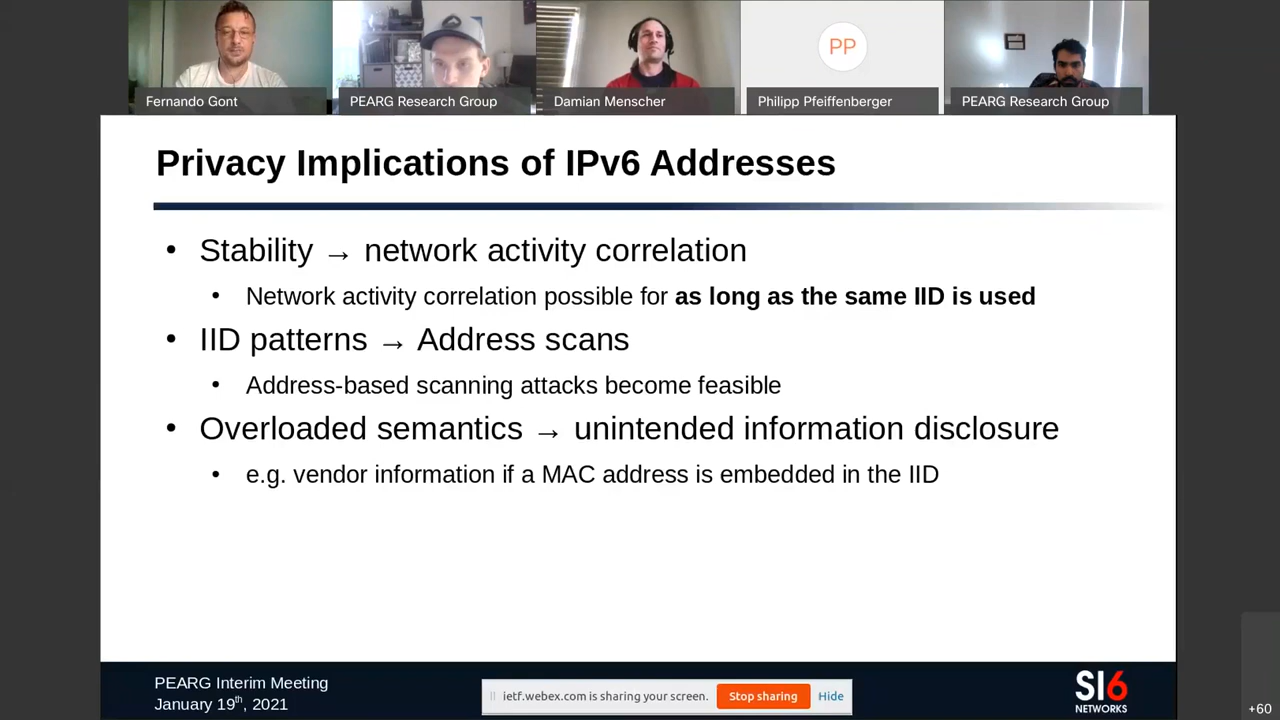 Fernando Gont
PEARG Research Group
Damian Menscher
PP
Philipp Pfeiffenberger
PEARG Research Group
Privacy Implications of IPv6 Addresses
• Stability → network activity correlation
• Network activity correlation possible for as long as the same IID is used
• IID patterns → Address scans
• Address-based scanning attacks become feasible
• Overloaded semantics → unintended information disclosure
• e.g. vendor information if a MAC address is embedded in the IID
PEARG Interim Meeting
January 19th, 2021
ietf.webex.com is sharing your screen.
Stop sharing
Hide
SI6
NETWORKS
+60